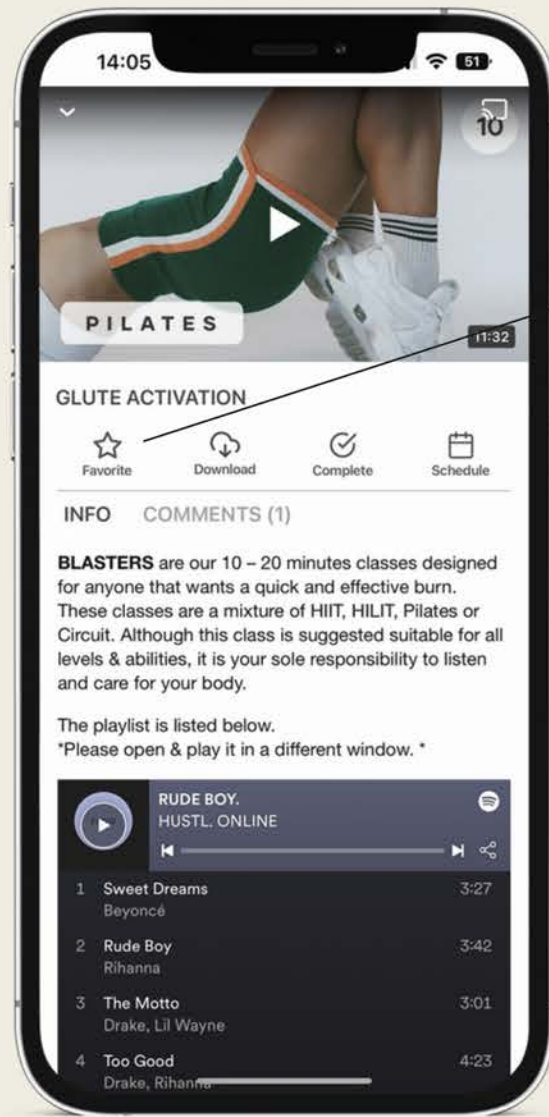 14:05
51
10
PILATES
11:32
GLUTE ACTIVATION
Favorite Download Complete Schedule
INFO COMMENTS (1)
BLASTERS are our 10 – 20 minutes classes designed
for anyone that wants a quick and effective burn.
These classes are a mixture of HIIT, HILIT, Pilates or
Circuit. Although this class is suggested suitable for all
levels & abilities, it is your sole responsibility to listen
and care for your body.
The playlist is listed below.
*Please open & play it in a different window. *
RUDE BOY.
HUSTL. ONLINE
1 Sweet Dreams 3:27
Beyoncé
2 Rude Boy 3:42
Rihanna
3 The Motto 3:01
Drake, Lil Wayne
4 Too Good 4:23
Drake, Rihanna